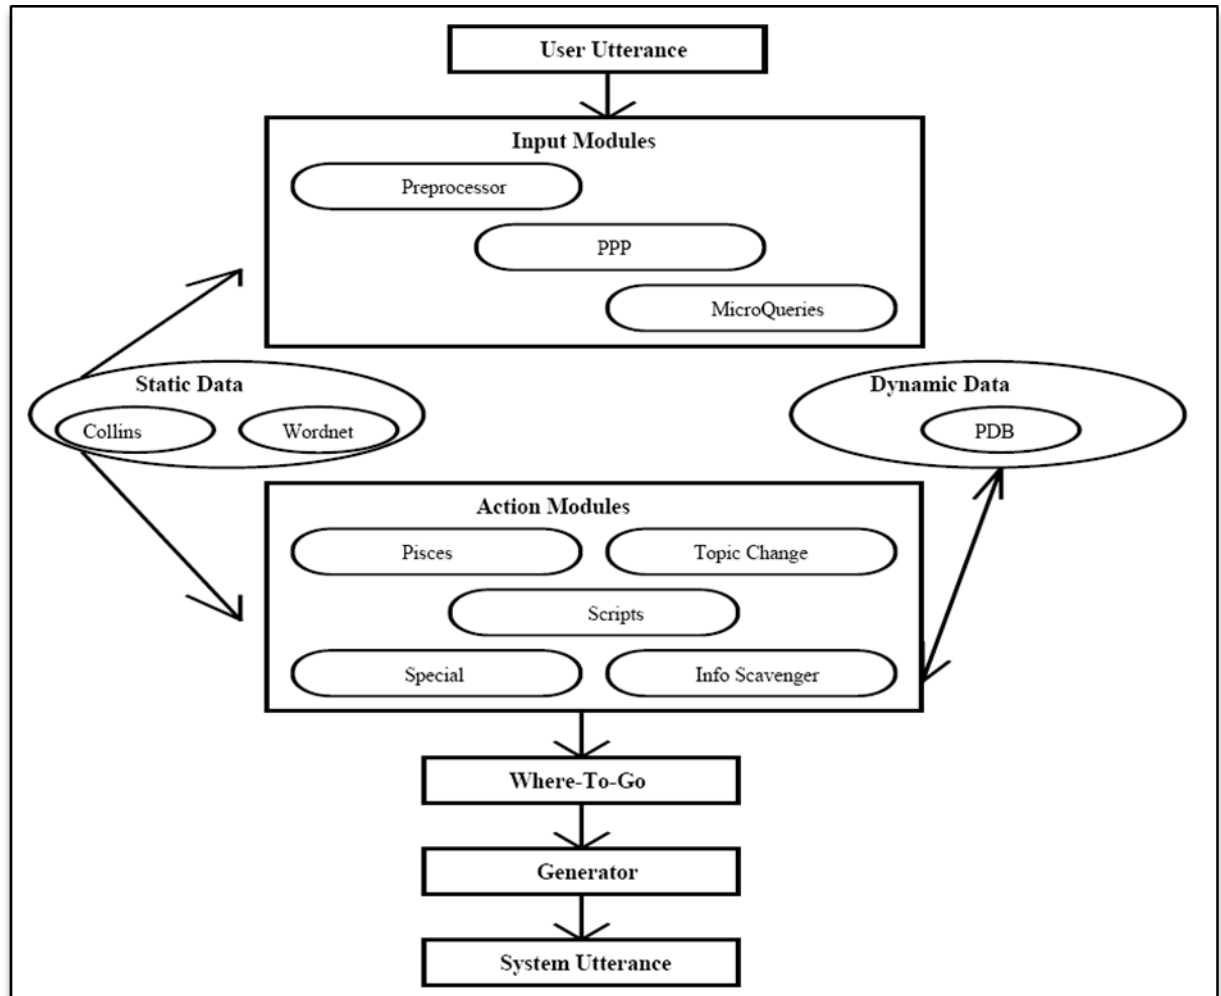 User Utterance
Input Modules
Preprocessor
PPP
MicroQueries
Static Data
Collins
Wordnet
Dynamic Data
PDB
Action Modules
Pisces
Topic Change
Scripts
Special
Info Scavenger
Where-To-Go
Generator
System Utterance